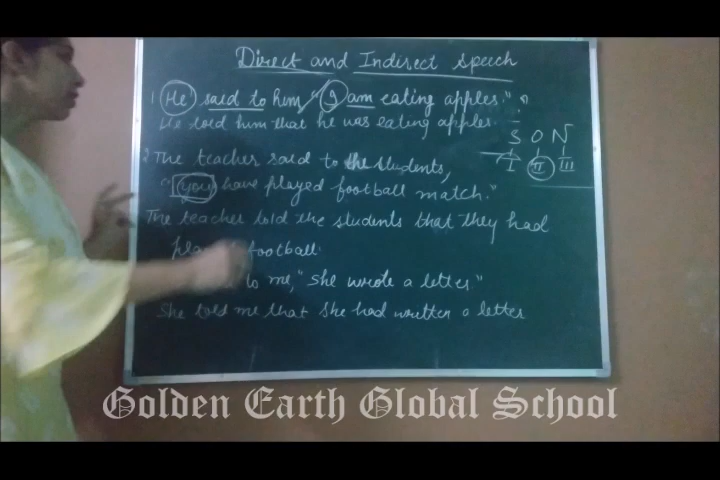 Direct and Indirect Speech
1 He said to him, "I am eating apples."
He told him that he was eating apples.
S O N
I II III
2 The teacher said to the students,
"you have played football match."
The teacher told the students that they had
football.
to me, "She wrote a letter"
She told me that she had written a letter
Golden Earth Global School